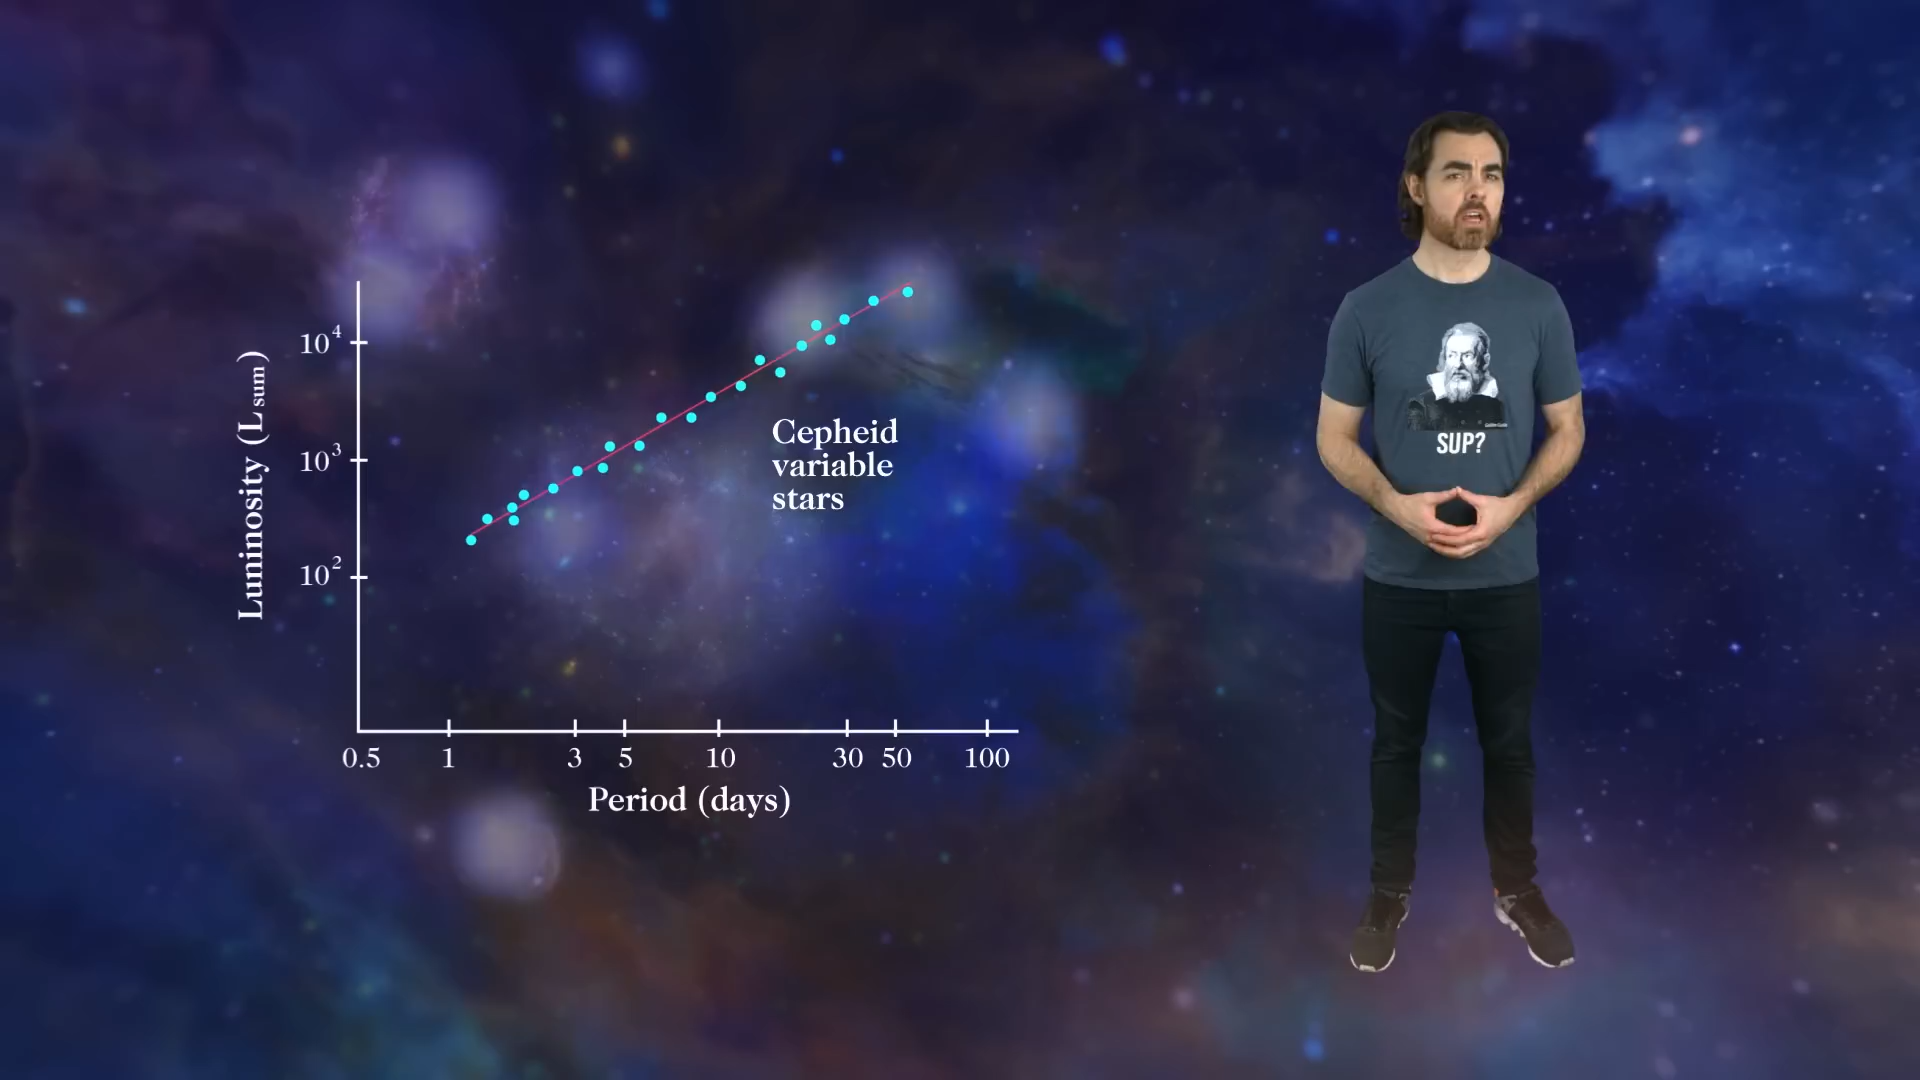 10⁴
10³
10²
Luninosity (L sum)
Cepheid
variable
stars
0.5 1 3 5 10 30 50 100
Period (days)
SUP?